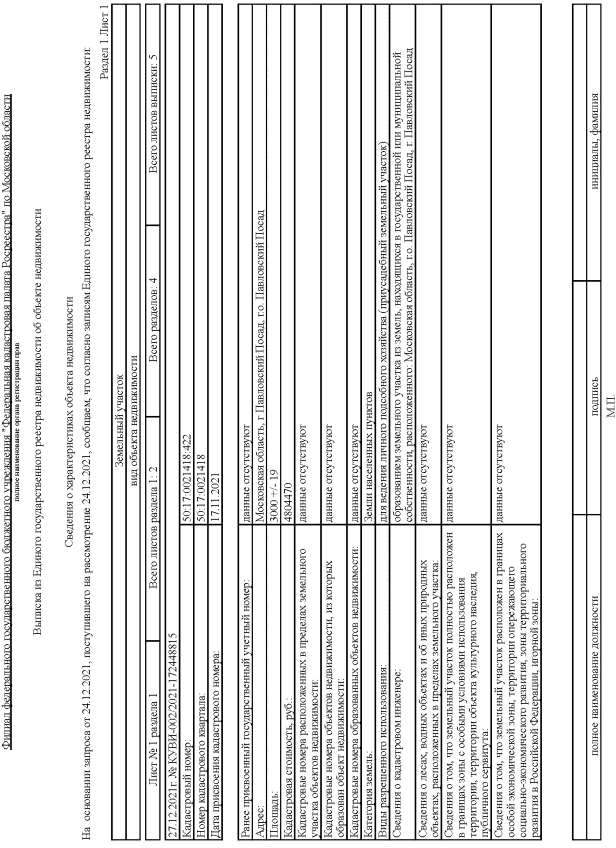 Филиал федерального государственного бюджетного учреждения "Федеральная кадастровая палата Росреестра" по Московской области
полное наименование органа регистрации прав
Выписка из Единого государственного реестра недвижимости об объекте недвижимости
Сведения о характеристиках объекта недвижимости
На основании запроса от 24.12.2021, поступившего на рассмотрение 24.12.2021, сообщаем, что согласно записям Единого государственного реестра недвижимости:
Раздел 1 Лист 1
Земельный участок
вид объекта недвижимости
Лист № 1 раздела 1 Всего листов раздела 1: 2 Всего разделов: 4 Всего листов выписки: 5
27.12.2021г. № КУВИ-002/2021-172448815
Кадастровый номер: 50:17:0021418:422
Номер кадастрового квартала: 50:17:0021418
Дата присвоения кадастрового номера: 17.11.2021
Ранее присвоенный государственный учетный номер: данные отсутствуют
Адрес: Московская область, г Павловский Посад, г.о. Павловский Посад
Площадь: 3000 +/- 19
Кадастровая стоимость, руб.: 4804470
Кадастровые номера расположенных в пределах земельного данные отсутствуют
участка объектов недвижимости:
Кадастровые номера объектов недвижимости, из которых данные отсутствуют
образован объект недвижимости:
Кадастровые номера образованных объектов недвижимости: данные отсутствуют
Категория земель: Земли населенных пунктов
Виды разрешенного использования: для ведения личного подсобного хозяйства (приусадебный земельный участок)
Сведения о кадастровом инженере: образованием земельного участка из земель, находящихся в государственной или муниципальной
собственности, расположенного: Московская область, г.о. Павловский Посад, г. Павловский Посад
Сведения о лесах, водных объектах и об иных природных данные отсутствуют
объектах, расположенных в пределах земельного участка:
Сведения о том, что земельный участок полностью расположен данные отсутствуют
в границах зоны с особыми условиями использования
территории, территории объекта культурного наследия,
публичного сервитута:
Сведения о том, что земельный участок расположен в границах данные отсутствуют
особой экономической зоны, территории опережающего
социально-экономического развития, зоны территориального
развития в Российской Федерации, игорной зоны:
полное наименование должности подпись инициалы, фамилия
М.П.